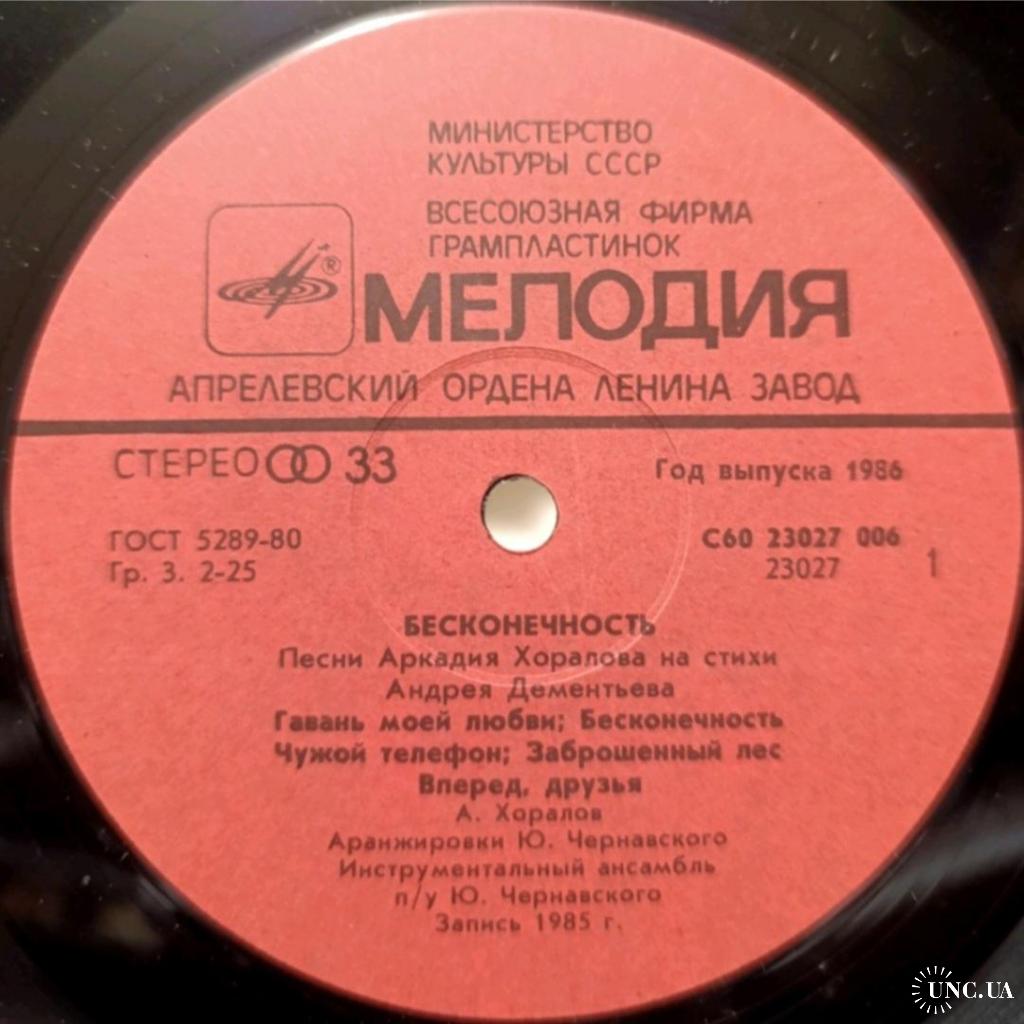 МИНИСТЕРСТВО
КУЛЬТУРЫ СССР
ВСЕСОЮЗНАЯ ФИРМА
ГРАМПЛАСТИНОК
®
МЕЛОДИЯ
АПРЕЛЕВСКИЙ ОРДЕНА ЛЕНИНА ЗАВОД
СТЕРЕО 33
Год выпуска 1986
ГОСТ 5289-80
С60 23027 006
Гр. 3. 2-25
23027 1
БЕСКОНЕЧНОСТЬ
Песни Аркадия Хоралова на стихи
Андрея Дементьева
Гавань моей любви; Бесконечность
Чужой телефон; Заброшенный лес
Вперед, друзья
А. Хоралов
Аранжировки Ю. Чернавского
Инструментальный ансамбль
п/у Ю. Чернавского
Запись 1985 г.
UNC.UA